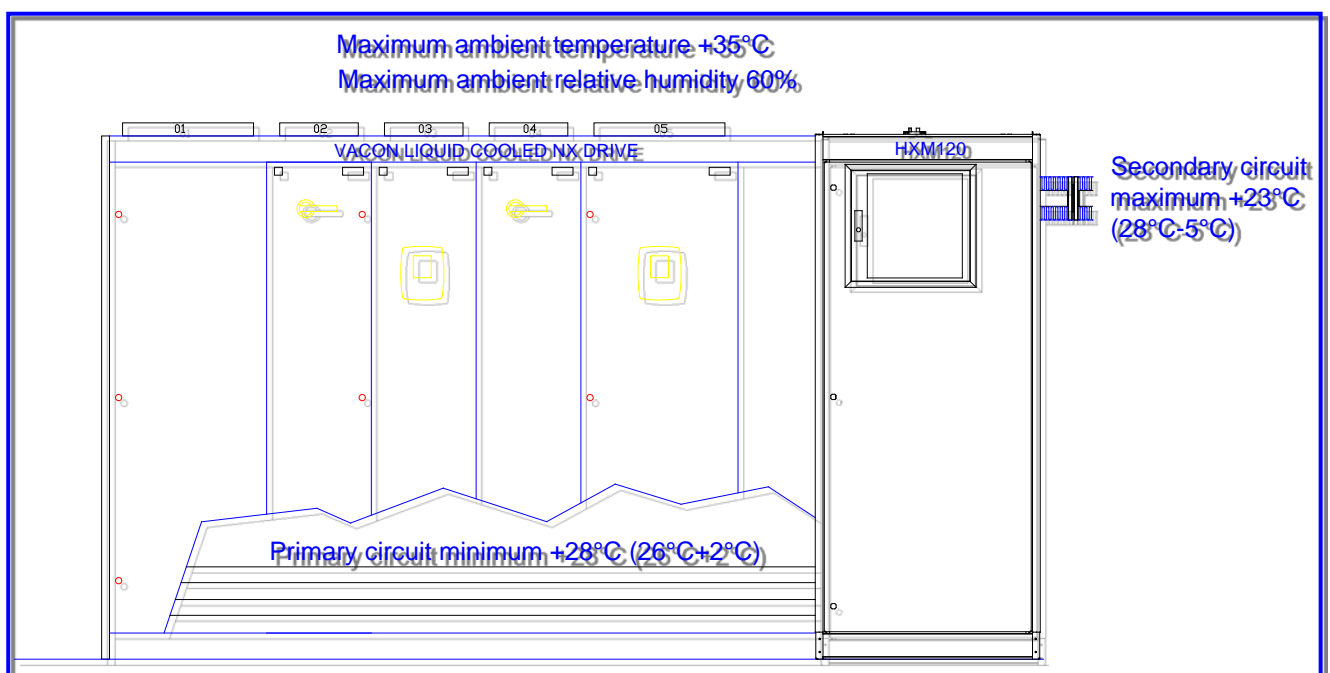 Maximum ambient temperature +35°C
Maximum ambient relative humidity 60%
01 02 03 04 05
VACON LIQUID COOLED NX DRIVE
HXM120
Secondary circuit
maximum +23°C
(28°C-5°C)
Primary circuit minimum +28°C (26°C+2°C)